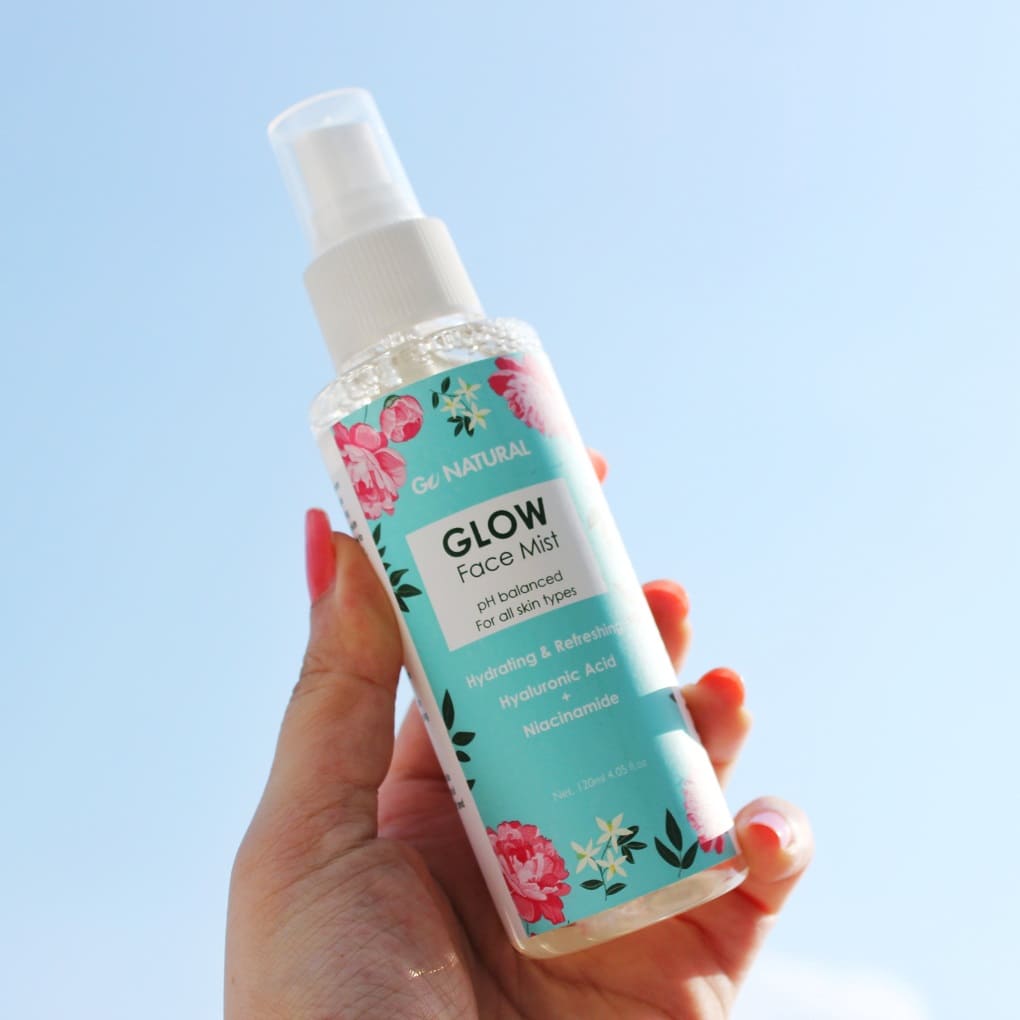 Go NATURAL
GLOW
Face Mist
pH balanced
For all skin types
Hydrating & Refreshing
Hyaluronic Acid
+
Niacinamide
Net. 120ml 4.05 fl.oz